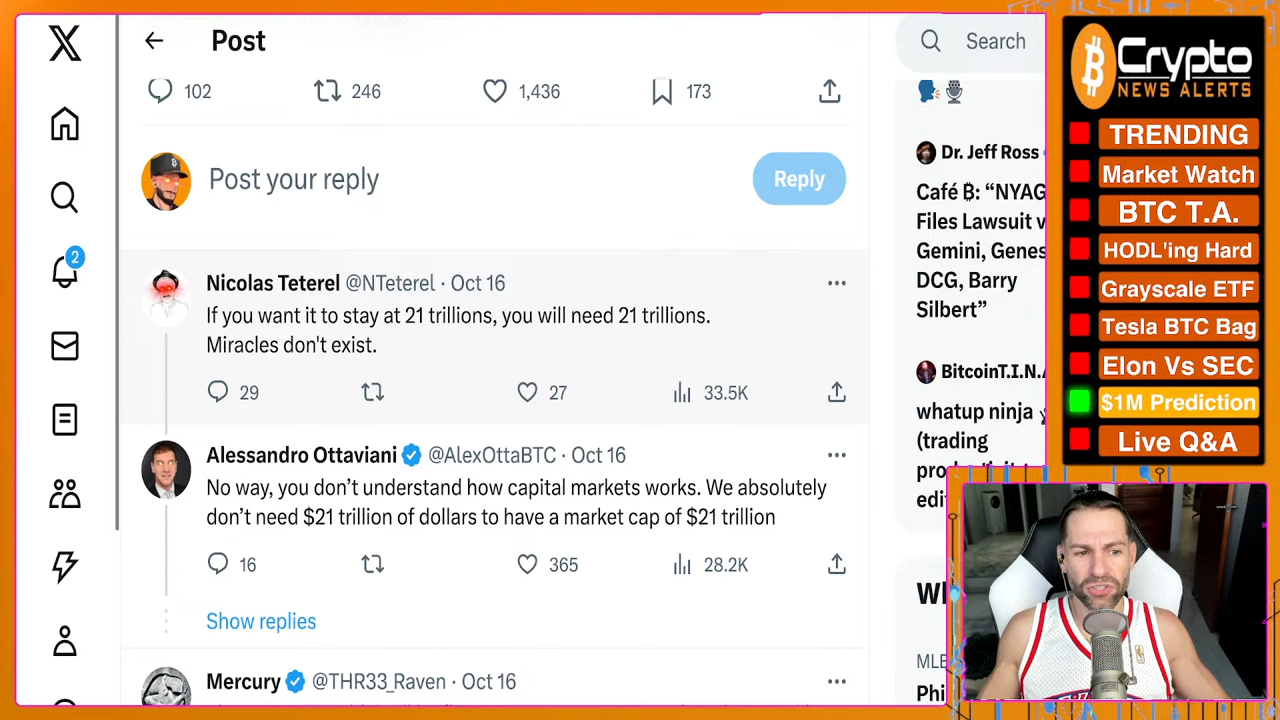 Post
Search
102
246
1,436
173
Post your reply
Reply
Nicolas Teterel @NTeterel · Oct 16
If you want it to stay at 21 trillions, you will need 21 trillions.
Miracles don't exist.
29
27
33.5K
Alessandro Ottaviani @AlexOttaBTC · Oct 16
No way, you don't understand how capital markets works. We absolutely
don't need $21 trillion of dollars to have a market cap of $21 trillion
16
365
28.2K
Show replies
Mercury @THR33_Raven · Oct 16
2
Dr. Jeff Ross
Café ₿: “NYAG
Files Lawsuit v
Gemini, Genes
DCG, Barry
Silbert”
BitcoinT.I.N.
whatup ninja
(trading
edi
MLB
Phi
Crypto
NEWS ALERTS
TRENDING
Market Watch
BTC T.A.
HODL'ing Hard
Grayscale ETF
Tesla BTC Bag
Elon Vs SEC
$1M Prediction
Live Q&A